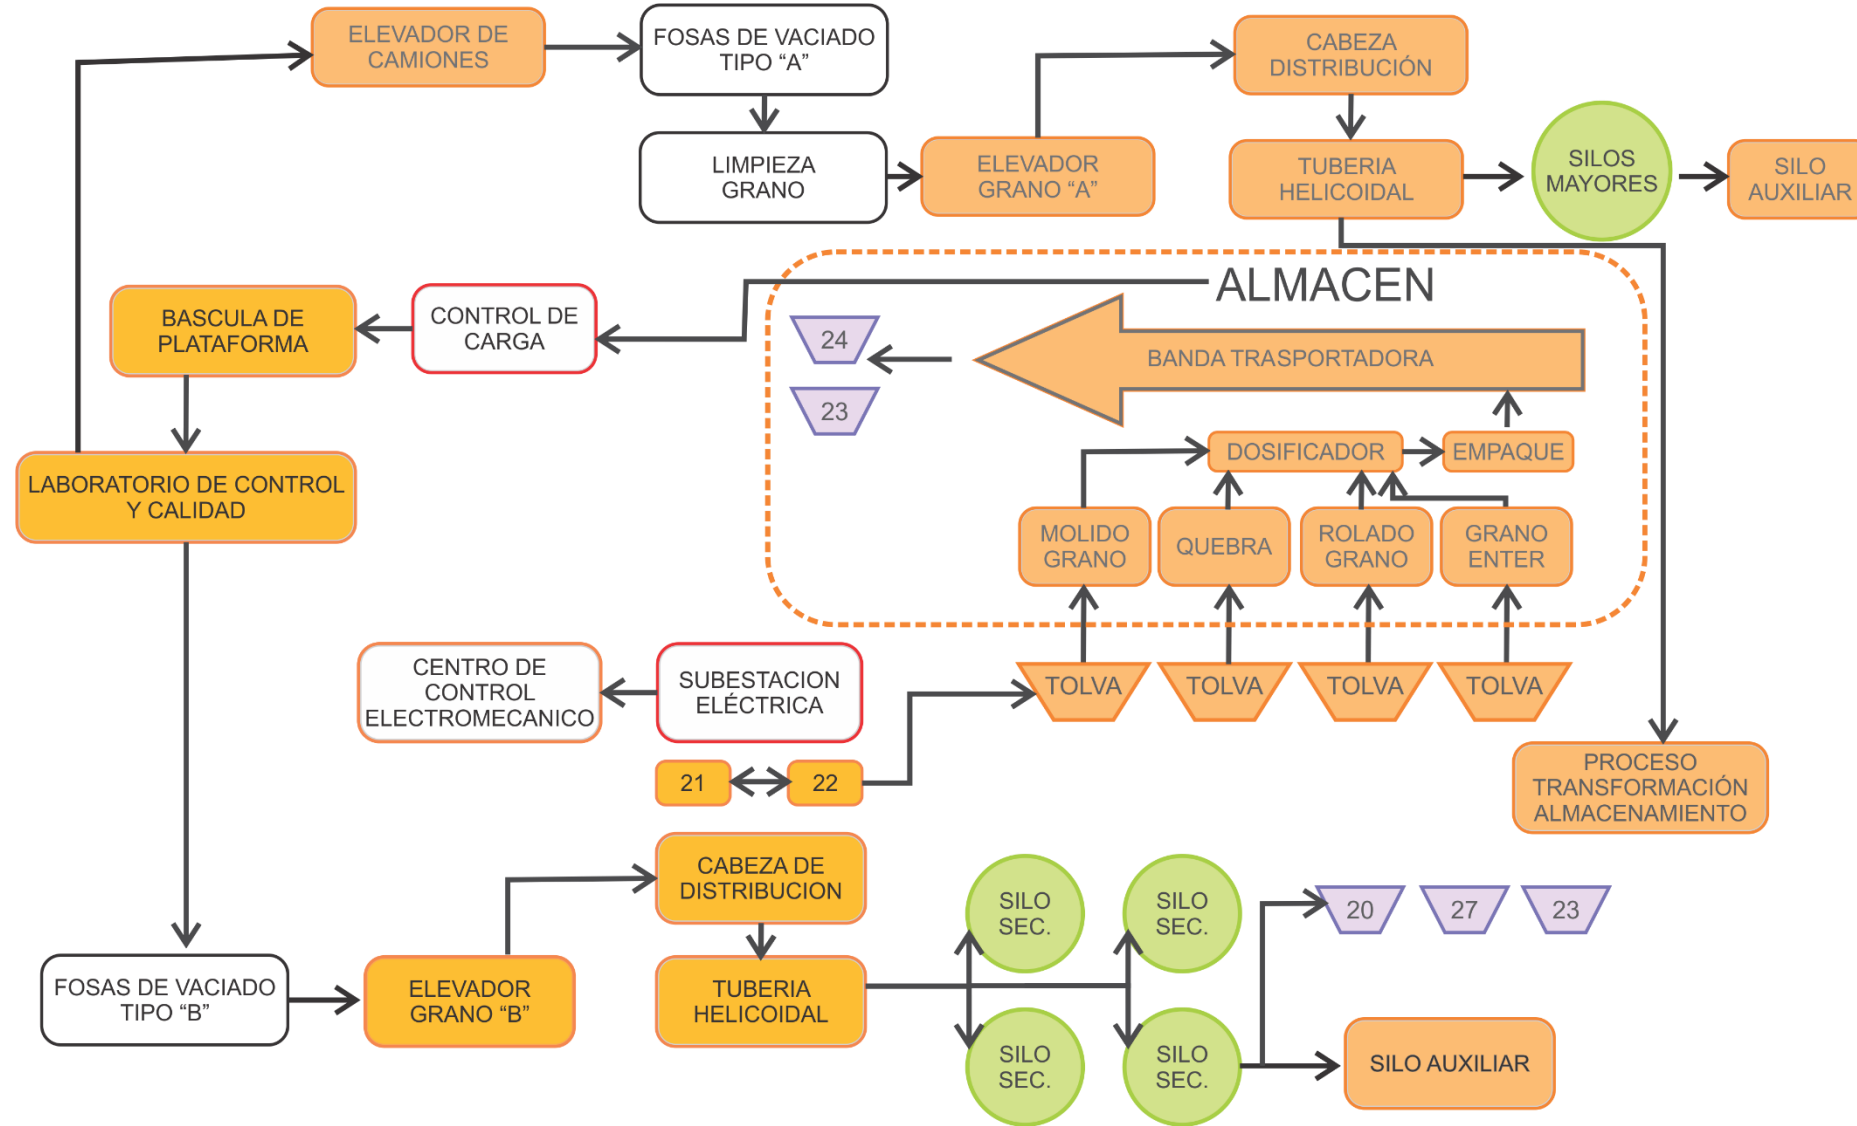 ELEVADOR DE
CAMIONES
FOSAS DE VACIADO
TIPO “A”
CABEZA
DISTRIBUCIÓN
LIMPIEZA
GRANO
ELEVADOR
GRANO “A”
TUBERIA
HELICOIDAL
SILOS
MAYORES
SILO
AUXILIAR
ALMACEN
BASCULA DE
PLATAFORMA
CONTROL DE
CARGA
24
23
BANDA TRASPORTADORA
DOSIFICADOR
EMPAQUE
LABORATORIO DE CONTROL
Y CALIDAD
MOLIDO
GRANO
QUEBRA
ROLADO
GRANO
GRANO
ENTER
CENTRO DE
CONTROL
ELECTROMECANICO
SUBESTACION
ELÉCTRICA
TOLVA
TOLVA
TOLVA
TOLVA
21
22
PROCESO
TRANSFORMACIÓN
ALMACENAMIENTO
CABEZA DE
DISTRIBUCION
SILO
SEC.
SILO
SEC.
20
27
23
FOSAS DE VACIADO
TIPO “B”
ELEVADOR
GRANO “B”
TUBERIA
HELICOIDAL
SILO
SEC.
SILO
SEC.
SILO AUXILIAR